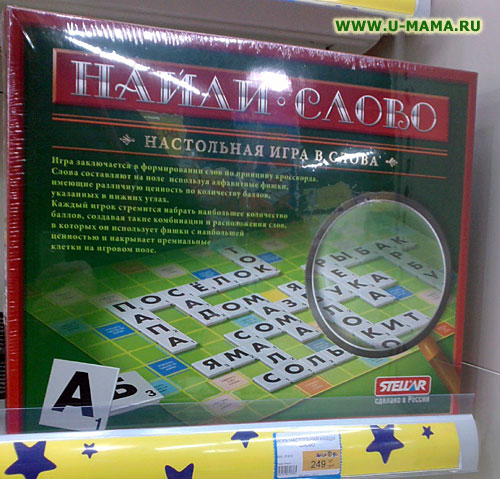 WWW.U-MAMA.RU
НАЙДИ·СЛОВО
НАСТОЛЬНАЯ ИГРА В СЛОВА
Игра заключается в формировании слов по принципу кроссворда.
Слова составляют на поле используя алфавитные фишки,
имеющие различную ценность по количеству баллов,
указанных в нижних углах.
Каждый игрок стремится набрать наибольшее количество
баллов, создавая такие комбинации и расположения слов,
в которых он использует фишки с наибольшей
ценностью и накрывает премиальные
клетки на игровом поле.
РЫБАК
ПОСЁЛОК
ДОМ
ЯМАЛ
СОЛЬ
КИТ
А
1
Б
3
STELLAR
сделано в России
249